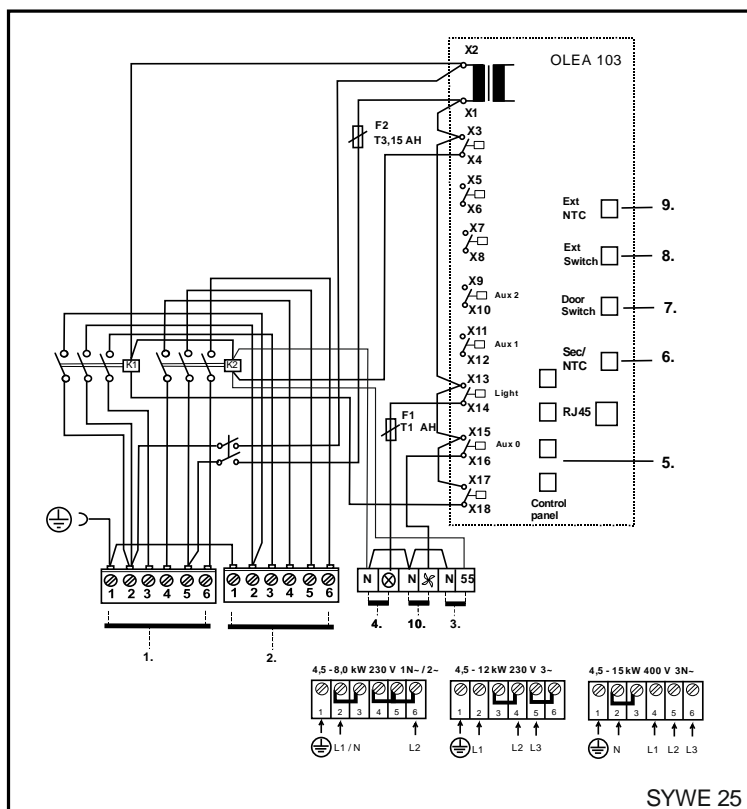 X2
OLEA 103
X1
F2
T3,15 AH
X3
X4
X5
X6
Ext
NTC
9.
X7
X8
Ext
Switch
8.
X9
Aux 2
X10
Door
Switch
7.
X11
Aux 1
X12
Sec/
NTC
6.
K1
K2
X13
Light
X14
RJ45
F1
T1 AH
X15
Aux 0
X16
5.
X17
X18
Control
panel
1 2 3 4 5 6
1 2 3 4 5 6
N N N 55
1.
2.
4.
10.
3.
4,5 - 8,0 kW 230 V 1N~ / 2~
1 2 3 4 5 6
L1 / N L2
4,5 - 12 kW 230 V 3~
1 2 3 4 5 6
L1 L2 L3
4,5 - 15 kW 400 V 3N~
1 2 3 4 5 6
N L1 L2 L3
SYWE 25